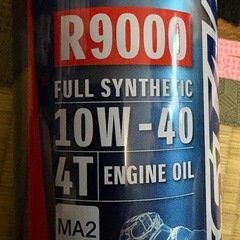 R9000
FULL SYNTHETIC
10W-40
4T ENGINE OIL
MA2